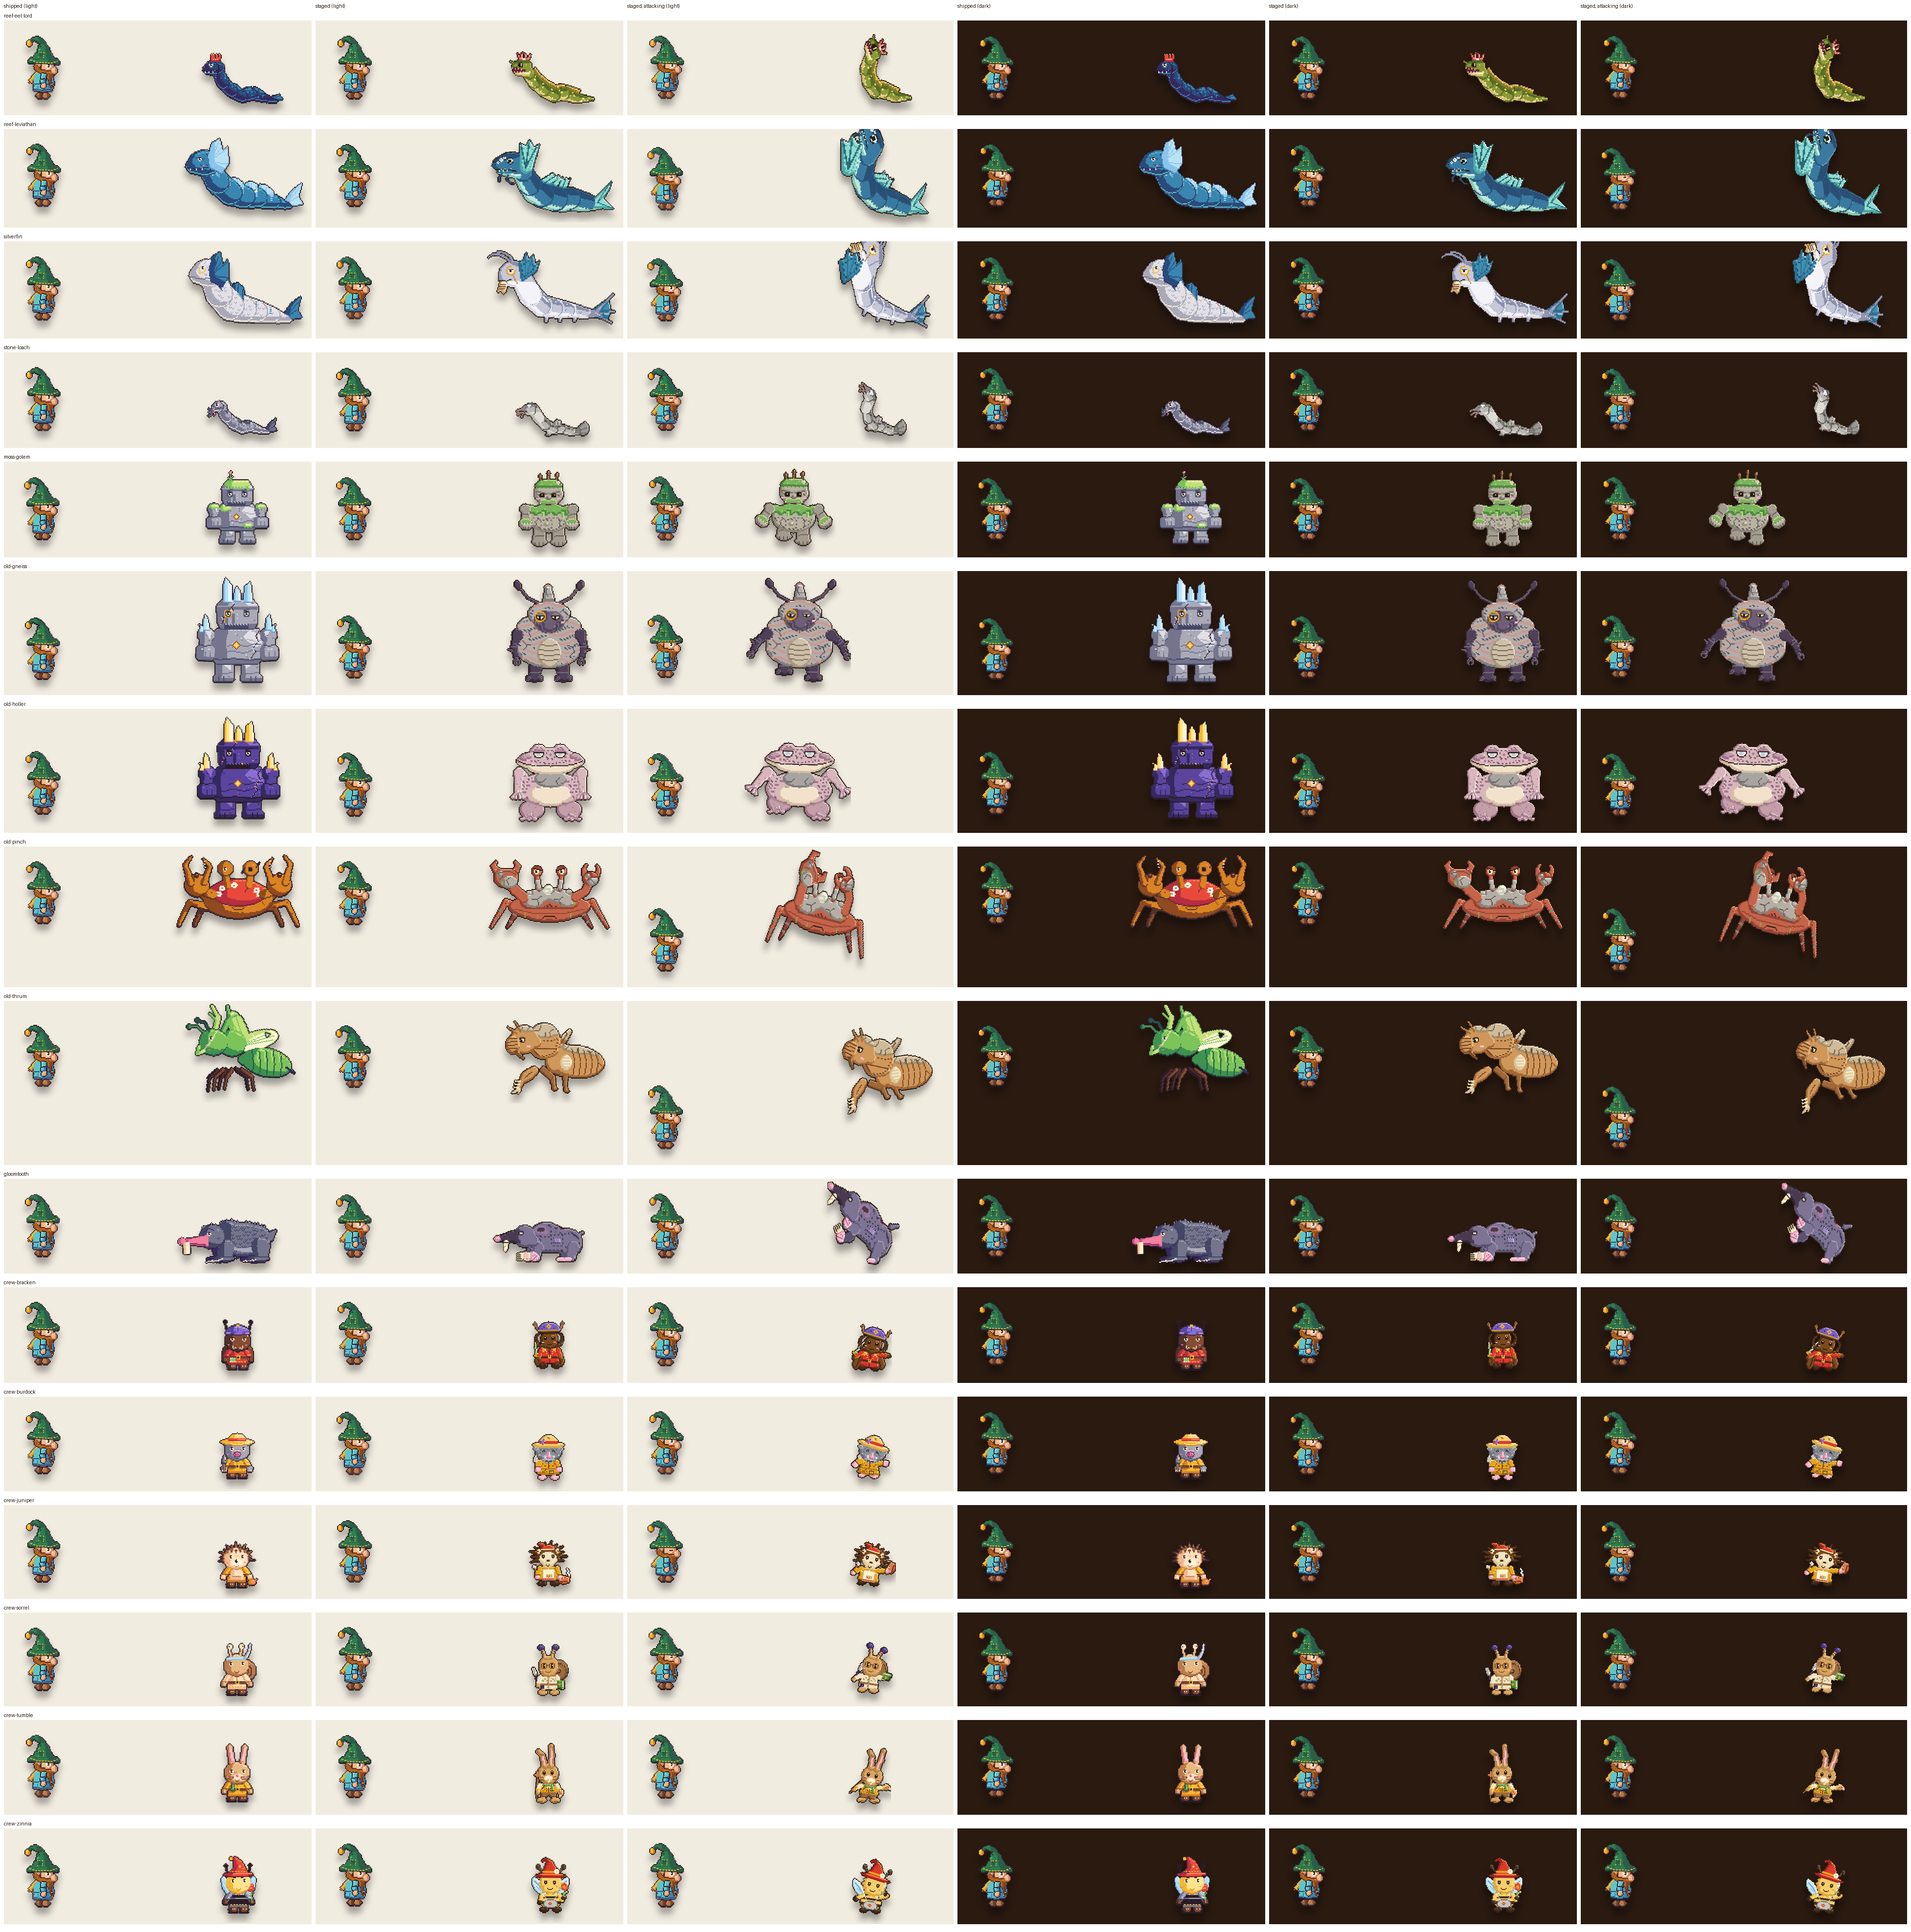 shipped (light) staged (light) staged, attacking (light) shipped (dark) staged (dark) staged, attacking (dark)
reef-eel-lord
reef-leviathan
silverfin
stone-loach
moss-golem
old-gneiss
old-holler
old-pinch
old-thrum
gloomtooth
crew-bracken
crew-burdock
crew-juniper
crew-sorrel
crew-tumble
crew-zinnia